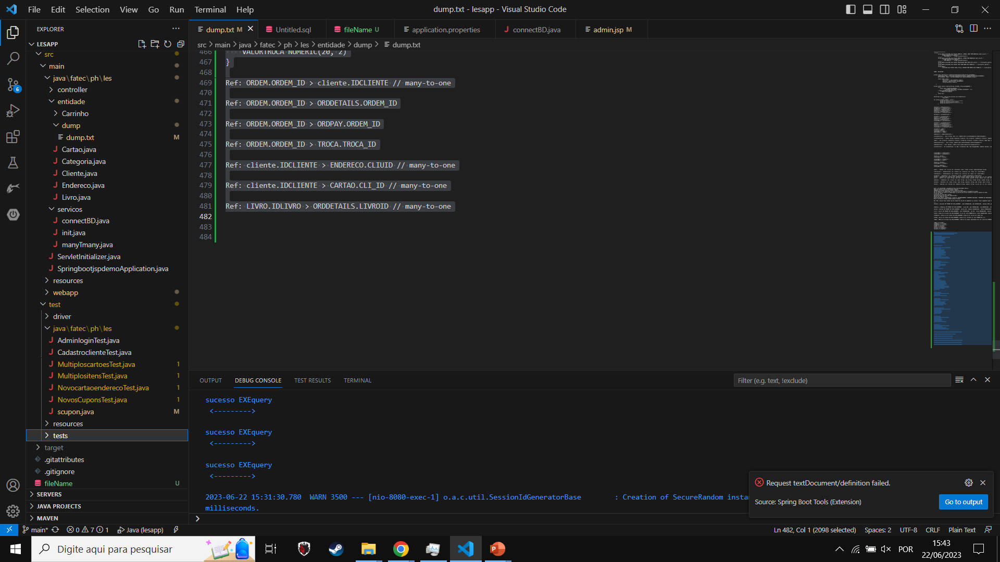 File Edit Selection View Go Run Terminal Help
dump.txt - lesapp - Visual Studio Code
EXPLORER
LESAPP
src
main
java\fatec\ph\les
controller
entidade
Carrinho
dump
dump.txt M
Cartao.java
Categoria.java
Cliente.java
Endereco.java
Livro.java
servicos
connectBD.java
init.java
manyTmany.java
ServletInitializer.java
SpringbootjspdemoApplication.java
resources
webapp
test
driver
java\fatec\ph\les
AdminloginTest.java
CadastroclienteTest.java
MultiploscartoesTest.java 1
MultiplositensTest.java 1
NovocartaoenderecoTest.java 1
NovosCuponsTest.java 1
scupon.java M
resources
tests
target
.gitattributes
.gitignore
fileName U
SERVERS
JAVA PROJECTS
MAVEN
6
dump.txt M
Untitled.sql
fileName U
application.properties
connectBD.java
admin.jsp M
src > main > java > fatec > ph > les > entidade > dump > dump.txt
466 VALORTROCA NUMERIC(20, 2)
467 }
468
469 Ref: ORDEM.ORDEM_ID > cliente.IDCLIENTE // many-to-one
470
471 Ref: ORDEM.ORDEM_ID > ORDDETAILS.ORDEM_ID
472
473 Ref: ORDEM.ORDEM_ID > ORDPAY.ORDEM_ID
474
475 Ref: ORDEM.ORDEM_ID > TROCA.TROCA_ID
476
477 Ref: cliente.IDCLIENTE > ENDERECO.CLIUID // many-to-one
478
479 Ref: cliente.IDCLIENTE > CARTAO.CLI_ID // many-to-one
480
481 Ref: LIVRO.IDLIVRO > ORDDETAILS.LIVROID // many-to-one
482
483
484
OUTPUT DEBUG CONSOLE TEST RESULTS TERMINAL
Filter (e.g. text, !exclude)
sucesso EXEquery
<--------->
sucesso EXEquery
<--------->
sucesso EXEquery
<--------->
2023-06-22 15:31:30.780 WARN 3500 --- [nio-8080-exec-1] o.a.c.util.SessionIdGeneratorBase : Creation of SecureRandom instan
milliseconds.
Request textDocument/definition failed.
Source: Spring Boot Tools (Extension)
Go to output
main* 0 7 1 Java (lesapp)
Ln 482, Col 1 (2098 selected) Spaces: 2 UTF-8 CRLF Plain Text
Digite aqui para pesquisar
POR
15:43
22/06/2023